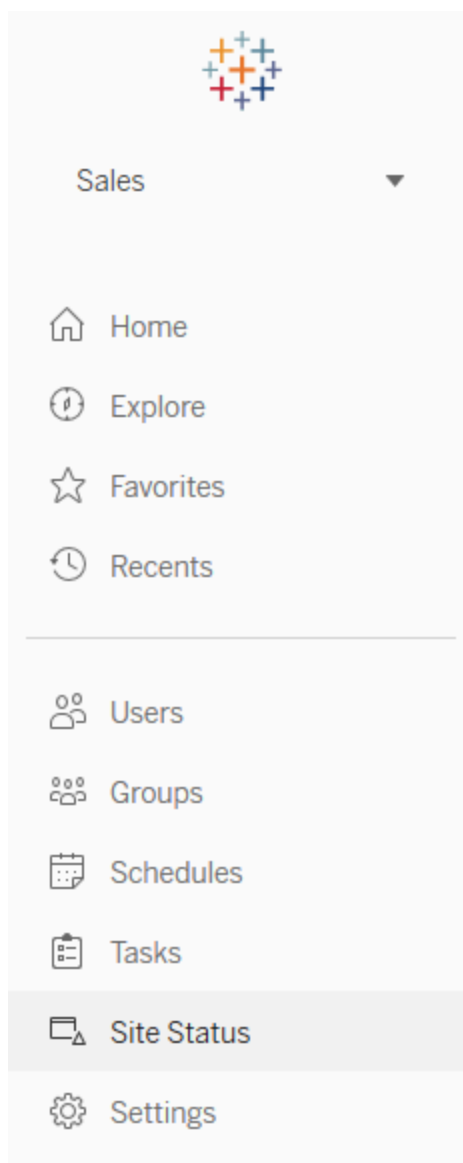 Sales
Home
Explore
Favorites
Recents
Users
Groups
Schedules
Tasks
Site Status
Settings